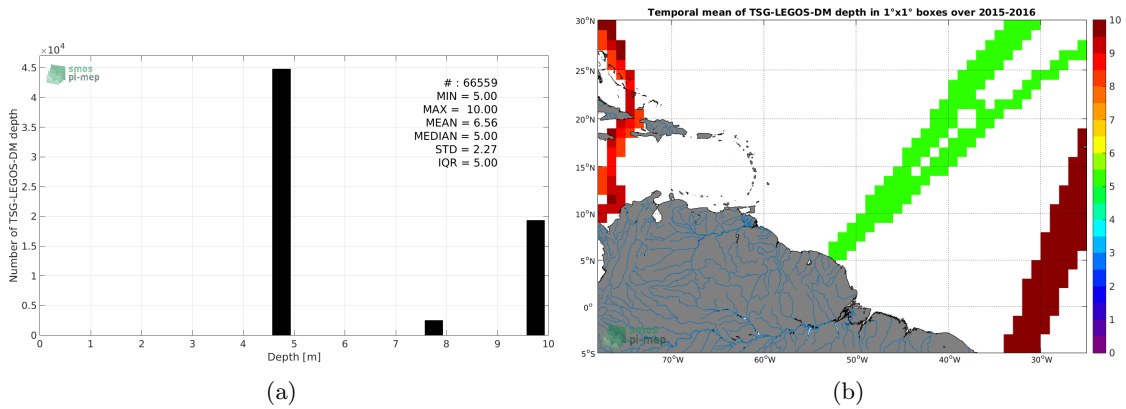 ×10⁴
smos
pi-mep
4.5
4
3.5
3
2.5
2
1.5
1
0.5
0
Number of TSG-LEGOS-DM depth
# : 66559
MIN = 5.00
MAX = 10.00
MEAN = 6.56
MEDIAN = 5.00
STD = 2.27
IQR = 5.00
0 1 2 3 4 5 6 7 8 9 10
Depth [m]
(a)
Temporal mean of TSG-LEGOS-DM depth in 1°x1° boxes over 2015-2016
30°N
25°N
20°N
15°N
10°N
5°N
0°
5°S
smos
pi-mep
70°W 60°W 50°W 40°W 30°W
10
9
8
7
6
5
4
3
2
1
0
(b)